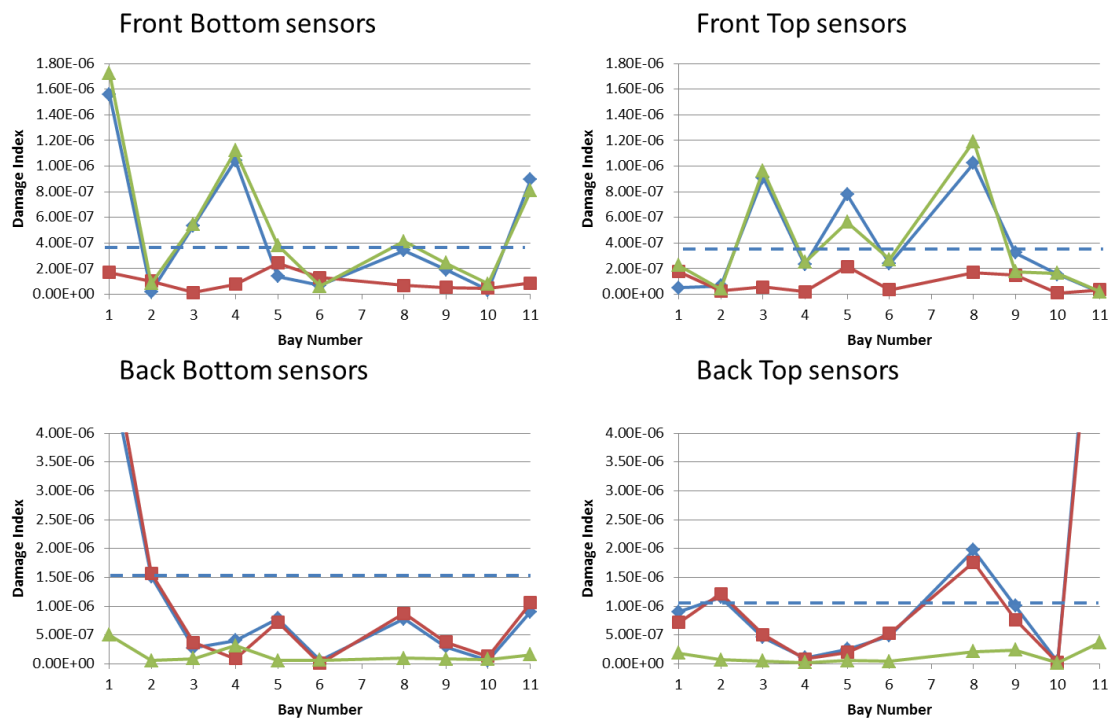 Front Bottom sensors
1.80E-06
1.60E-06
1.40E-06
1.20E-06
1.00E-06
8.00E-07
6.00E-07
4.00E-07
2.00E-07
0.00E+00
Damage Index
1 2 3 4 5 6 7 8 9 10 11
Bay Number
Front Top sensors
1.80E-06
1.60E-06
1.40E-06
1.20E-06
1.00E-06
8.00E-07
6.00E-07
4.00E-07
2.00E-07
0.00E+00
Damage Index
1 2 3 4 5 6 7 8 9 10 11
Bay Number
Back Bottom sensors
4.00E-06
3.50E-06
3.00E-06
2.50E-06
2.00E-06
1.50E-06
1.00E-06
5.00E-07
0.00E+00
Damage Index
1 2 3 4 5 6 7 8 9 10 11
Bay Number
Back Top sensors
4.00E-06
3.50E-06
3.00E-06
2.50E-06
2.00E-06
1.50E-06
1.00E-06
5.00E-07
0.00E+00
Damage Index
1 2 3 4 5 6 7 8 9 10 11
Bay Number